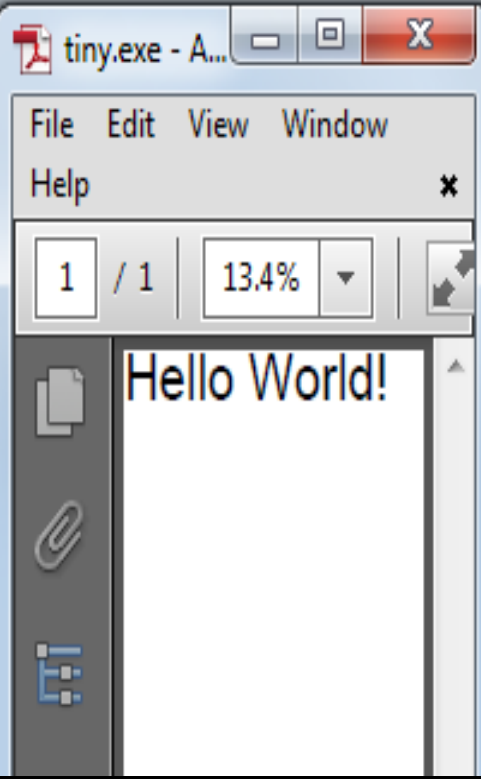 tiny.exe - A...
File Edit View Window
Help
1 / 1 13.4%
Hello World!